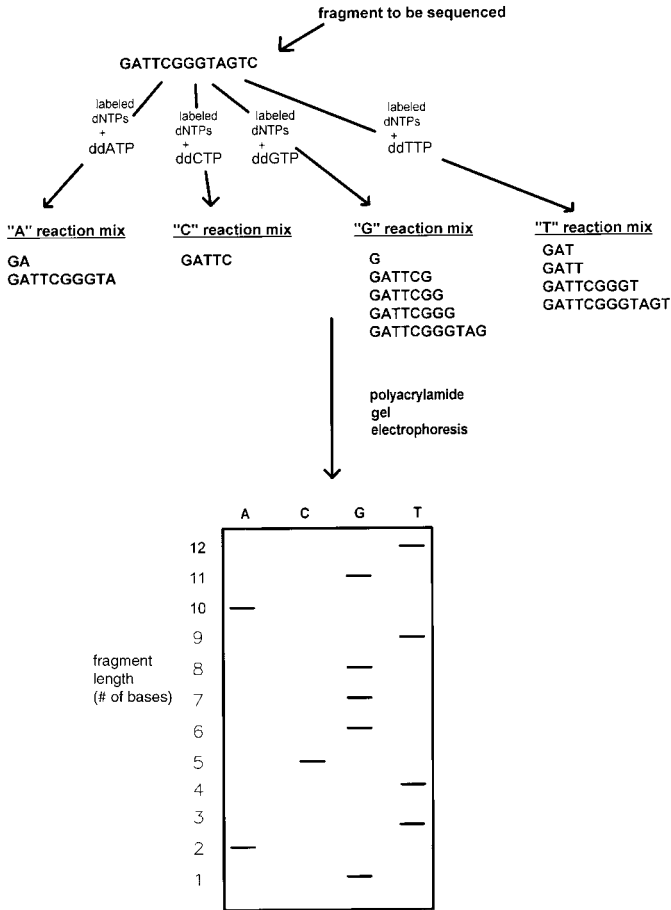 fragment to be sequenced
GATTCGGGTAGTC
labeled
dNTPs
+
ddATP
labeled
dNTPs
+
ddCTP
labeled
dNTPs
+
ddGTP
labeled
dNTPs
+
ddTTP
"A" reaction mix
GA
GATTCGGGTA
"C" reaction mix
GATTC
"G" reaction mix
G
GATTCG
GATTCGG
GATTCGGG
GATTCGGGTAG
"T" reaction mix
GAT
GATT
GATTCGGGT
GATTCGGGTAGT
polyacrylamide
gel
electrophoresis
A C G T
12
11
10
9
8
7
6
5
4
3
2
1
fragment
length
(# of bases)